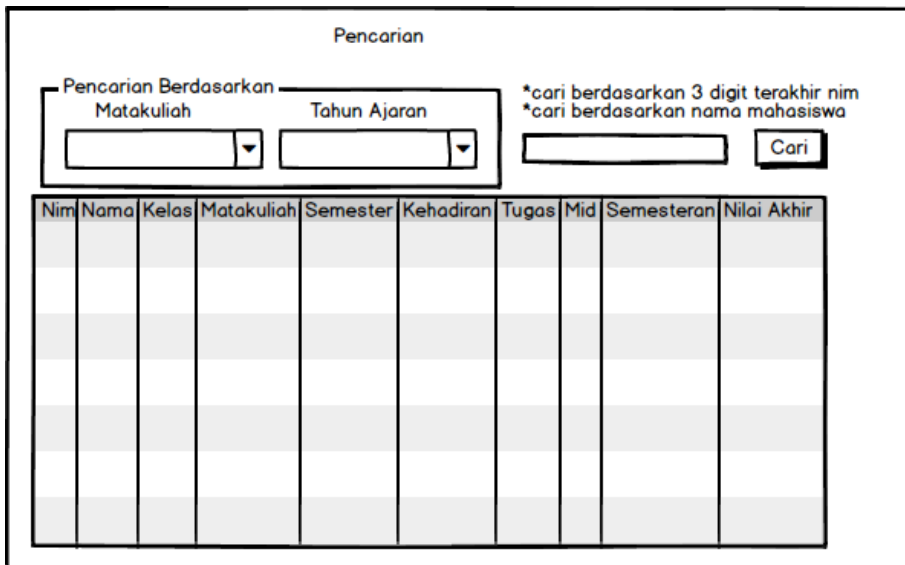 Pencarian
Pencarian Berdasarkan
Matakuliah Tahun Ajaran
*cari berdasarkan 3 digit terakhir nim
*cari berdasarkan nama mahasiswa
Cari
Nim Nama Kelas Matakuliah Semester Kehadiran Tugas Mid Semesteran Nilai Akhir